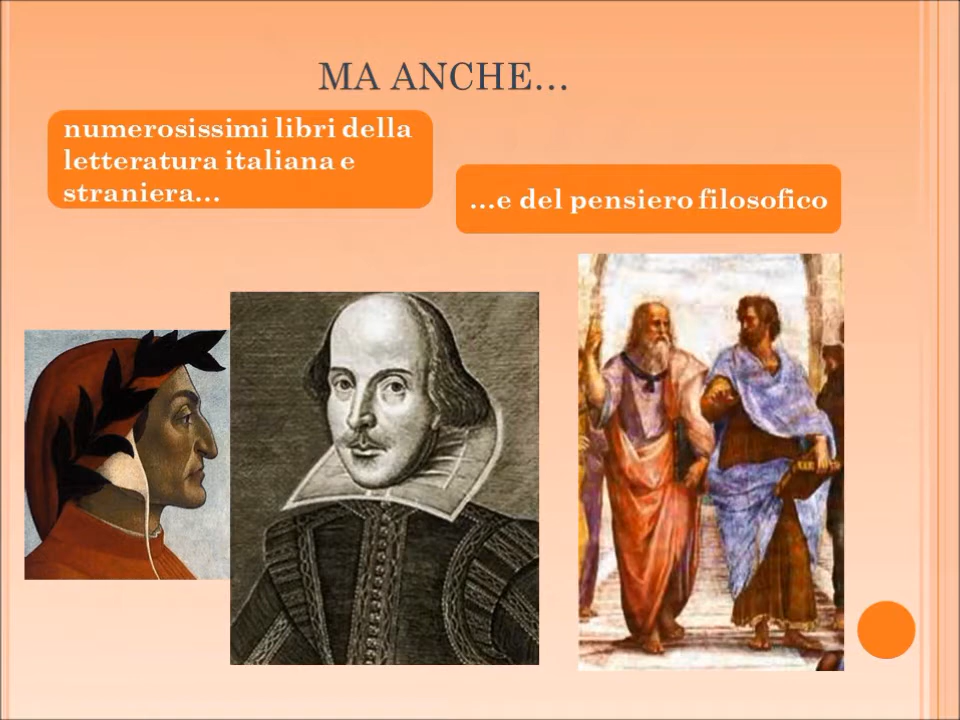 MA ANCHE…
numerosissimi libri della
letteratura italiana e
straniera…
…e del pensiero filosofico